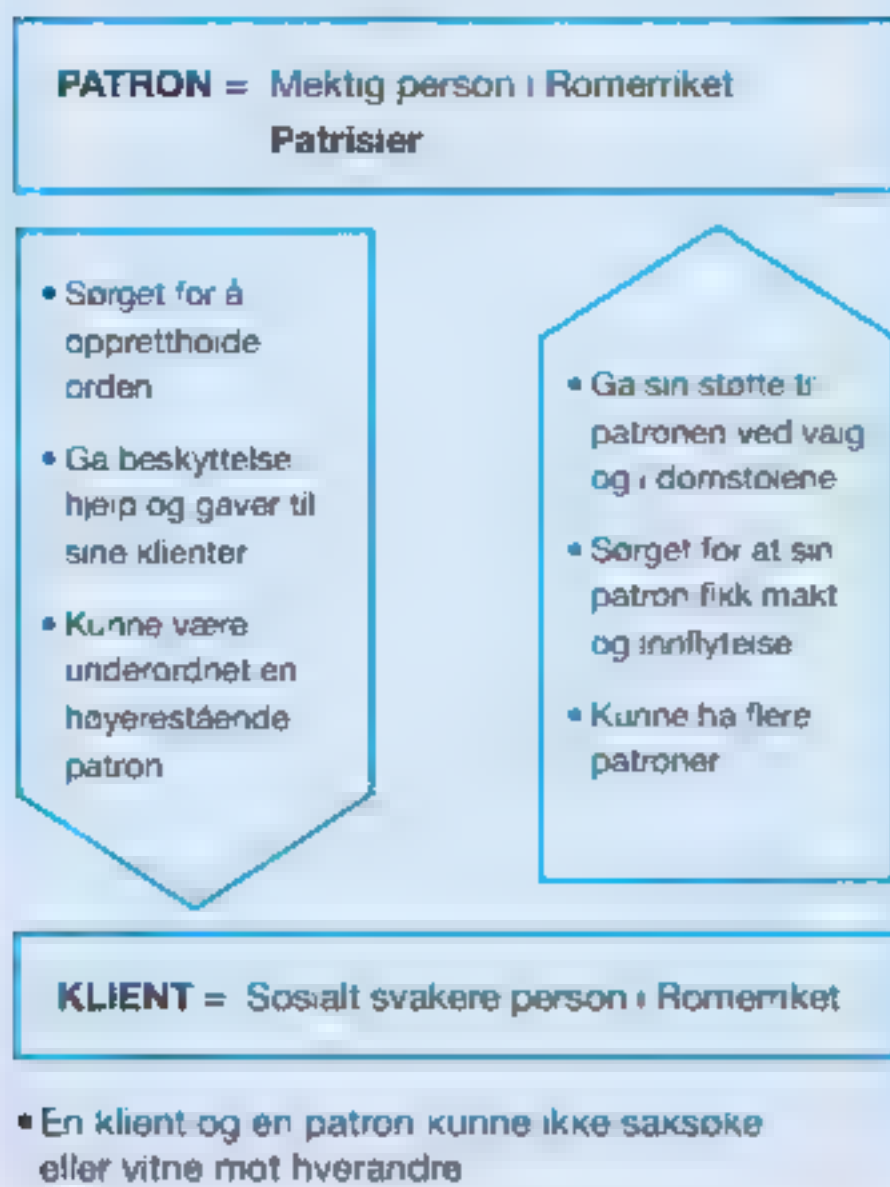 PATRON = Mektig person i Romerriket
Patrisier
• Sørget for å
opprettholde
orden
• Ga beskyttelse
hjelp og gaver til
sine klienter
• Kunne være
underordnet en
høyerestående
patron
• Ga sin støtte ti
patronen ved valg
og i domstolene
• Sørget for at sin
patron fikk makt
og innflytelse
• Kunne ha flere
patroner
KLIENT = Sosialt svakere person i Romerriket
• En klient og en patron kunne ikke saksøke
eller vitne mot hverandre